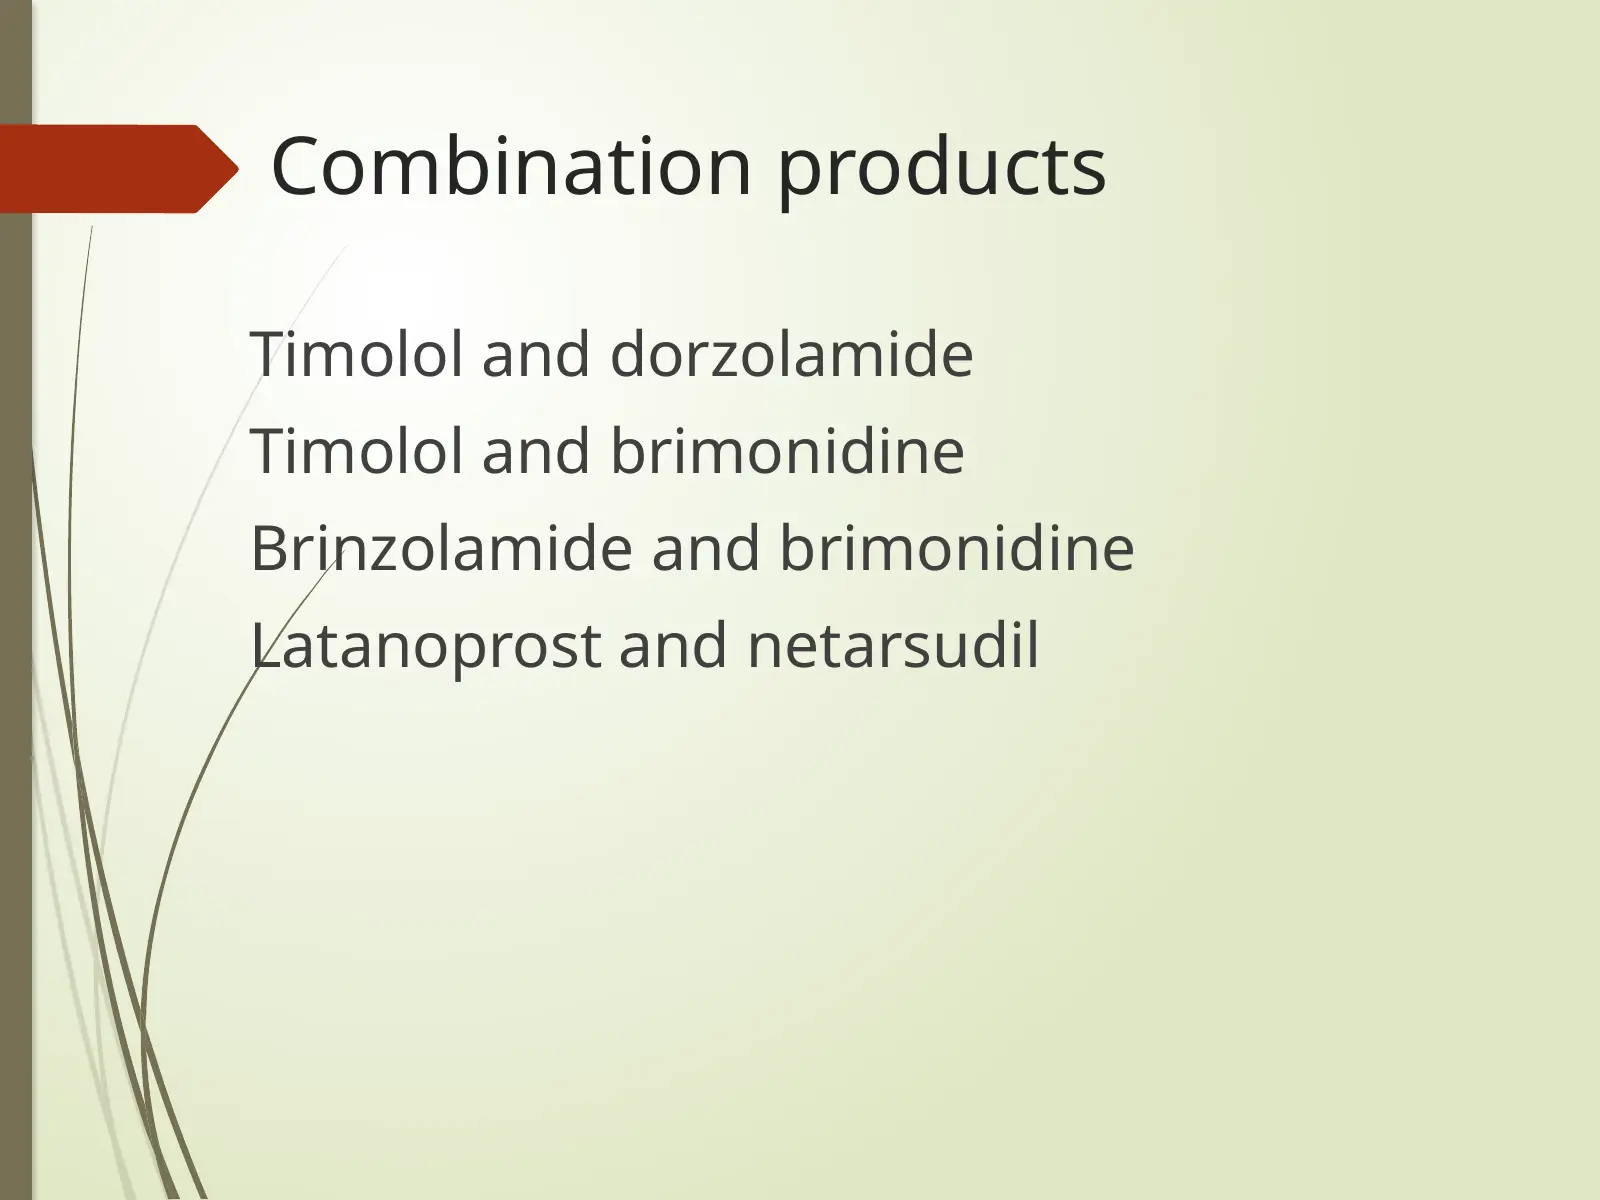 Combination products
Timolol and dorzolamide
Timolol and brimonidine
Brinzolamide and brimonidine
Latanoprost and netarsudil